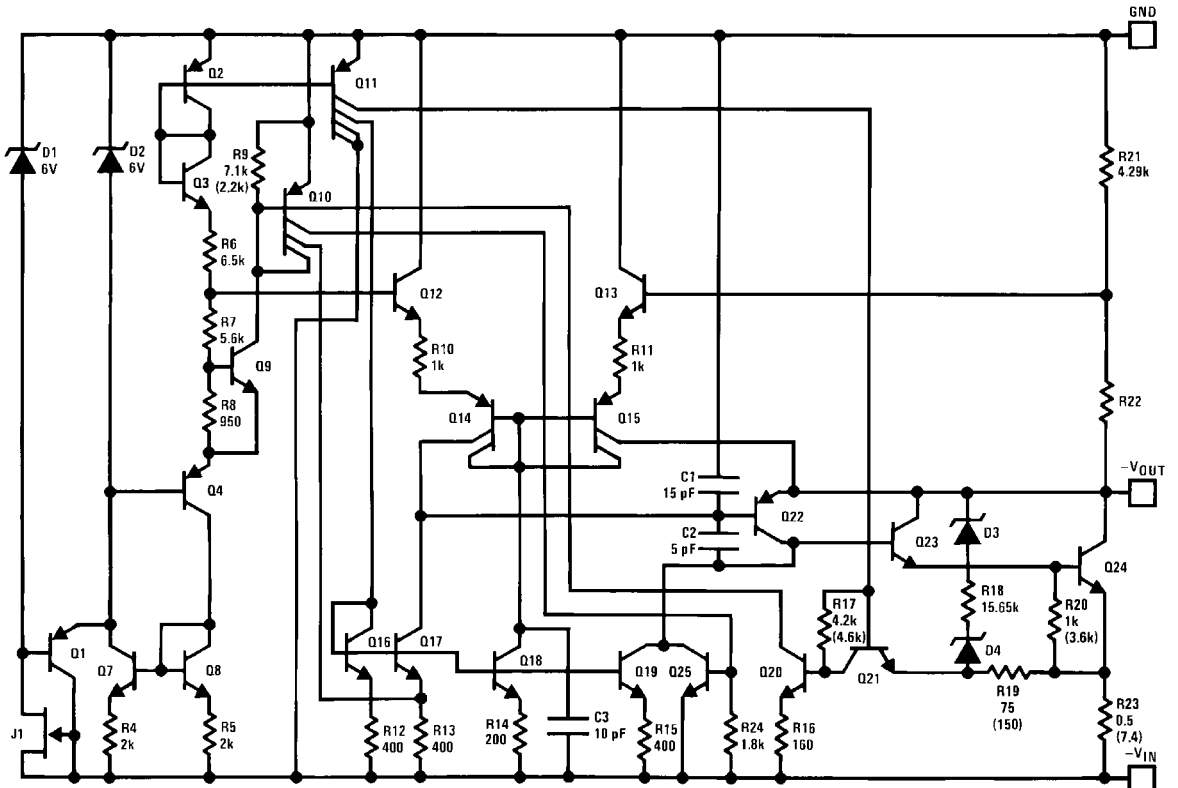 GND
Q2
Q11
D1
6V
D2
6V
R9
7.1k
(2.2k)
Q3
Q10
R21
4.29k
R6
6.5k
Q12
Q13
R7
5.6k
Q9
R10
1k
R11
1k
R8
950
Q14
Q15
R22
Q4
C1
15 pF
-VOUT
Q22
C2
5 pF
Q23
D3
Q24
R18
15.65k
R17
4.2k
(4.6k)
R20
1k
(3.6k)
Q1
Q7
Q8
Q16
Q17
Q18
Q19
Q25
Q20
Q21
D4
R19
75
(150)
J1
R4
2k
R5
2k
R12
400
R13
400
R14
200
C3
10 pF
R15
400
R24
1.8k
R16
160
R23
0.5
(7.4)
-VIN